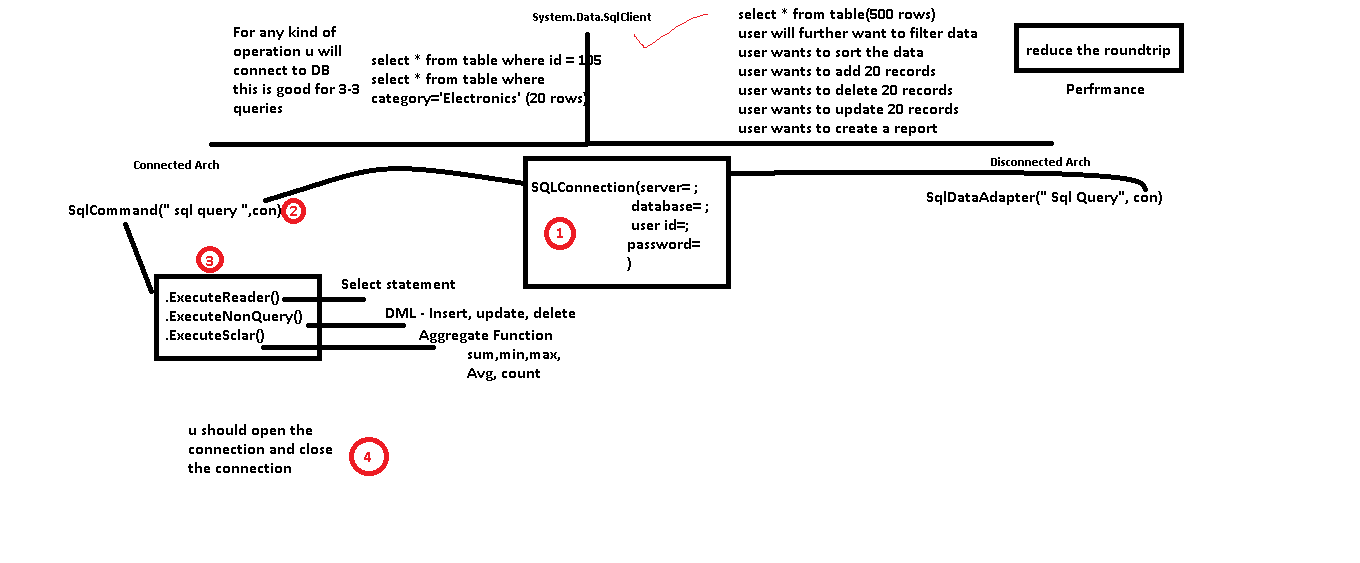 System.Data.SqlClient
For any kind of
operation u will
connect to DB
this is good for 3-3
queries
select * from table where id = 105
select * from table where
category='Electronics' (20 rows)
select * from table(500 rows)
user will further want to filter data
user wants to sort the data
user wants to add 20 records
user wants to delete 20 records
user wants to update 20 records
user wants to create a report
reduce the roundtrip
Perfrmance
Connected Arch
Disconnected Arch
SqlCommand(" sql query ",con)
2
SQLConnection(server= ;
database= ;
user id=;
password=
)
1
SqlDataAdapter(" Sql Query", con)
3
.ExecuteReader()
.ExecuteNonQuery()
.ExecuteSclar()
Select statement
DML - Insert, update, delete
Aggregate Function
sum,min,max,
Avg, count
u should open the
connection and close
the connection
4